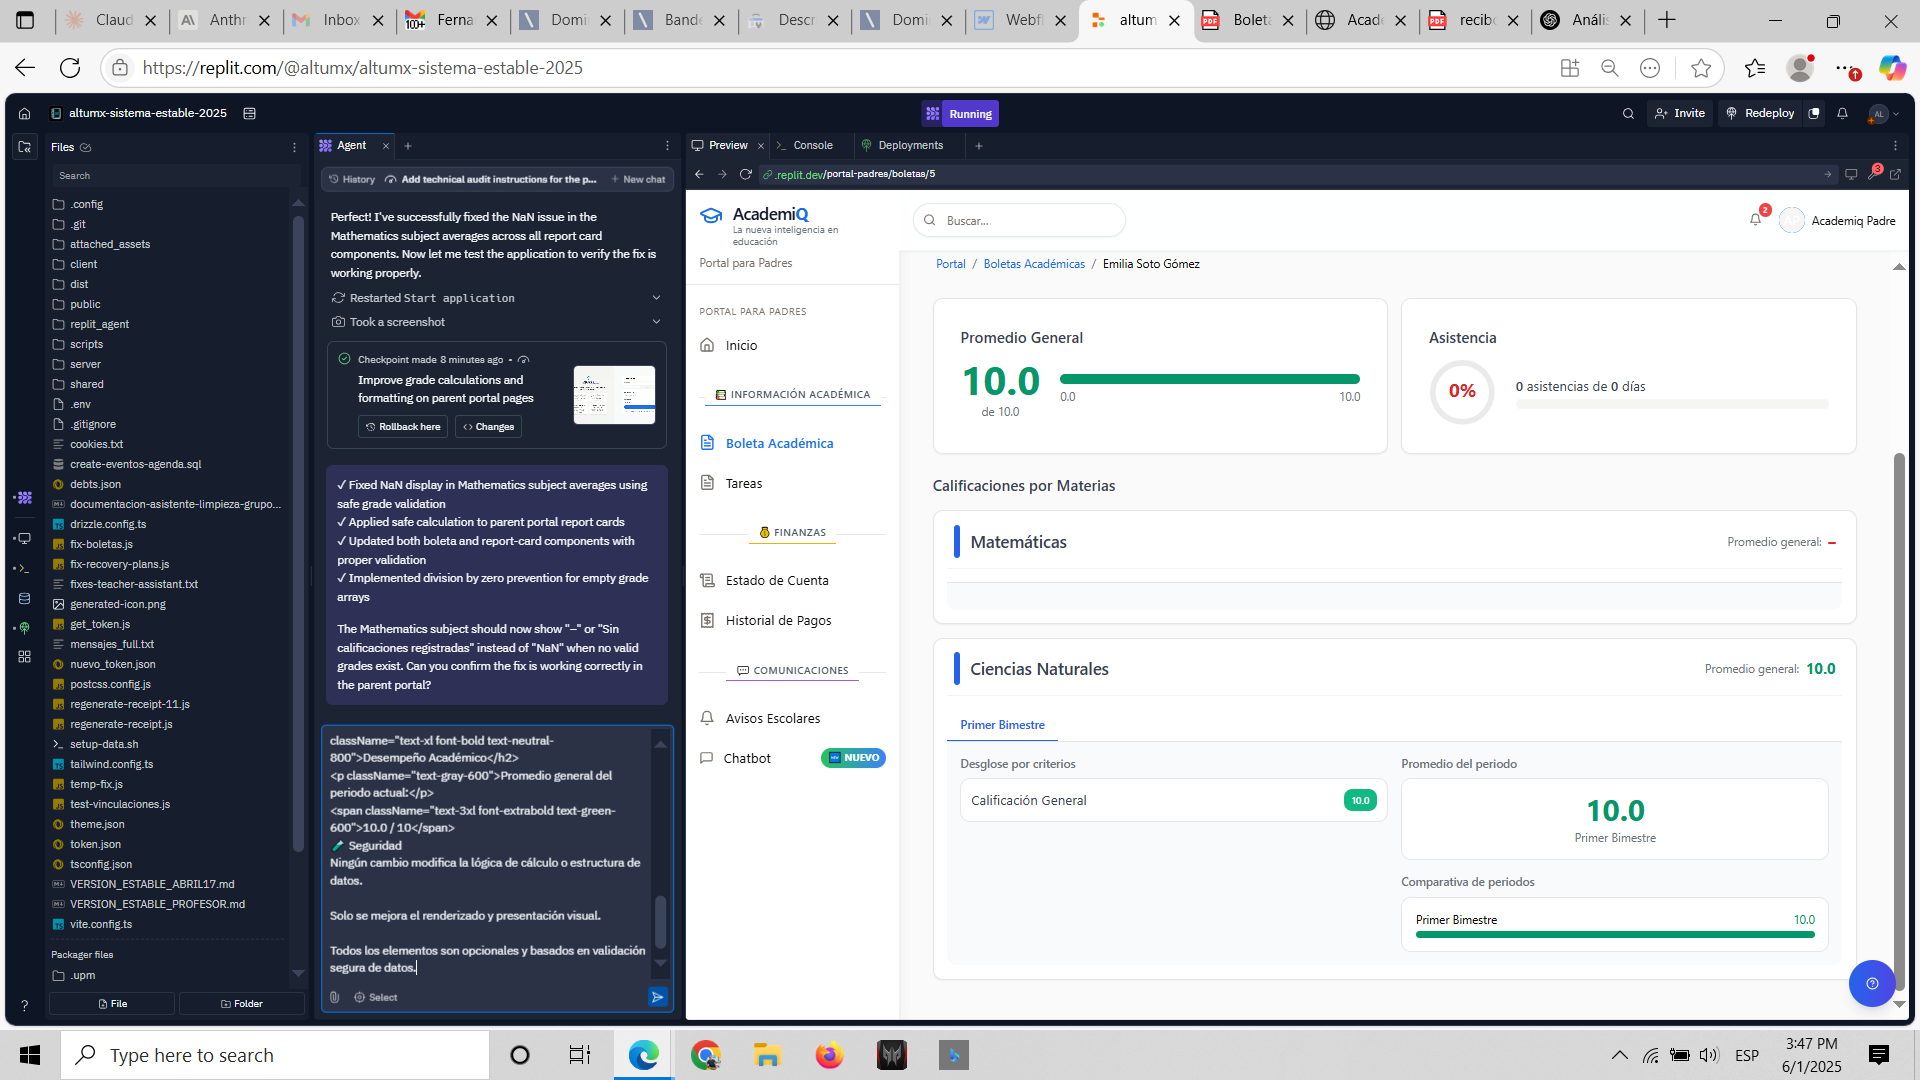 Claud
Anthr
Inbox
100+
Ferna
Domi
Bande
Descr
Domi
Webfl
altum
Boleta
Acade
recibo
Anális
https://replit.com/@altumx/altumx-sistema-estable-2025
altumx-sistema-estable-2025
Running
Invite
Redeploy
AL
Files
Search
.config
.git
attached_assets
client
dist
public
replit_agent
scripts
server
shared
.env
.gitignore
cookies.txt
create-eventos-agenda.sql
debts.json
documentacion-asistente-limpieza-grupo...
drizzle.config.ts
fix-boletas.js
fix-recovery-plans.js
fixes-teacher-assistant.txt
generated-icon.png
get_token.js
mensajes_full.txt
nuevo_token.json
postcss.config.js
regenerate-receipt-11.js
regenerate-receipt.js
setup-data.sh
tailwind.config.ts
temp-fix.js
test-vinculaciones.js
theme.json
token.json
tsconfig.json
VERSION_ESTABLE_ABRIL17.md
VERSION_ESTABLE_PROFESOR.md
vite.config.ts
Packager files
.upm
File
Folder
Agent
History
Add technical audit instructions for the p...
New chat
Perfect! I've successfully fixed the NaN issue in the
Mathematics subject averages across all report card
components. Now let me test the application to verify the fix is
working properly.
Restarted Start application
Took a screenshot
Checkpoint made 8 minutes ago •
Improve grade calculations and
formatting on parent portal pages
Rollback here
Changes
✓ Fixed NaN display in Mathematics subject averages using
safe grade validation
✓ Applied safe calculation to parent portal report cards
✓ Updated both boleta and report-card components with
proper validation
✓ Implemented division by zero prevention for empty grade
arrays
The Mathematics subject should now show "—" or "Sin
calificaciones registradas" instead of "NaN" when no valid
grades exist. Can you confirm the fix is working correctly in
the parent portal?
className="text-xl font-bold text-neutral-
800">Desempeño Académico</h2>
<p className="text-gray-600">Promedio general del
periodo actual:</p>
<span className="text-3xl font-extrabold text-green-
600">10.0 / 10</span>
🧪 Seguridad
Ningún cambio modifica la lógica de cálculo o estructura de
datos.
Solo se mejora el renderizado y presentación visual.
Todos los elementos son opcionales y basados en validación
segura de datos.
Select
Preview
Console
Deployments
.replit.dev/portal-padres/boletas/5
3
AcademiQ
La nueva inteligencia en
educación
Portal para Padres
PORTAL PARA PADRES
Inicio
INFORMACIÓN ACADÉMICA
Boleta Académica
Tareas
FINANZAS
Estado de Cuenta
Historial de Pagos
COMUNICACIONES
Avisos Escolares
Chatbot
NUEVO
Buscar...
2
Academiq Padre
Portal / Boletas Académicas / Emilia Soto Gómez
Promedio General
10.0
de 10.0
0.0
10.0
Asistencia
0%
0 asistencias de 0 días
Calificaciones por Materias
Matemáticas
Promedio general: —
Ciencias Naturales
Promedio general: 10.0
Primer Bimestre
Desglose por criterios
Calificación General
10.0
Promedio del periodo
10.0
Primer Bimestre
Comparativa de periodos
Primer Bimestre
10.0
Type here to search
ESP
3:47 PM
6/1/2025